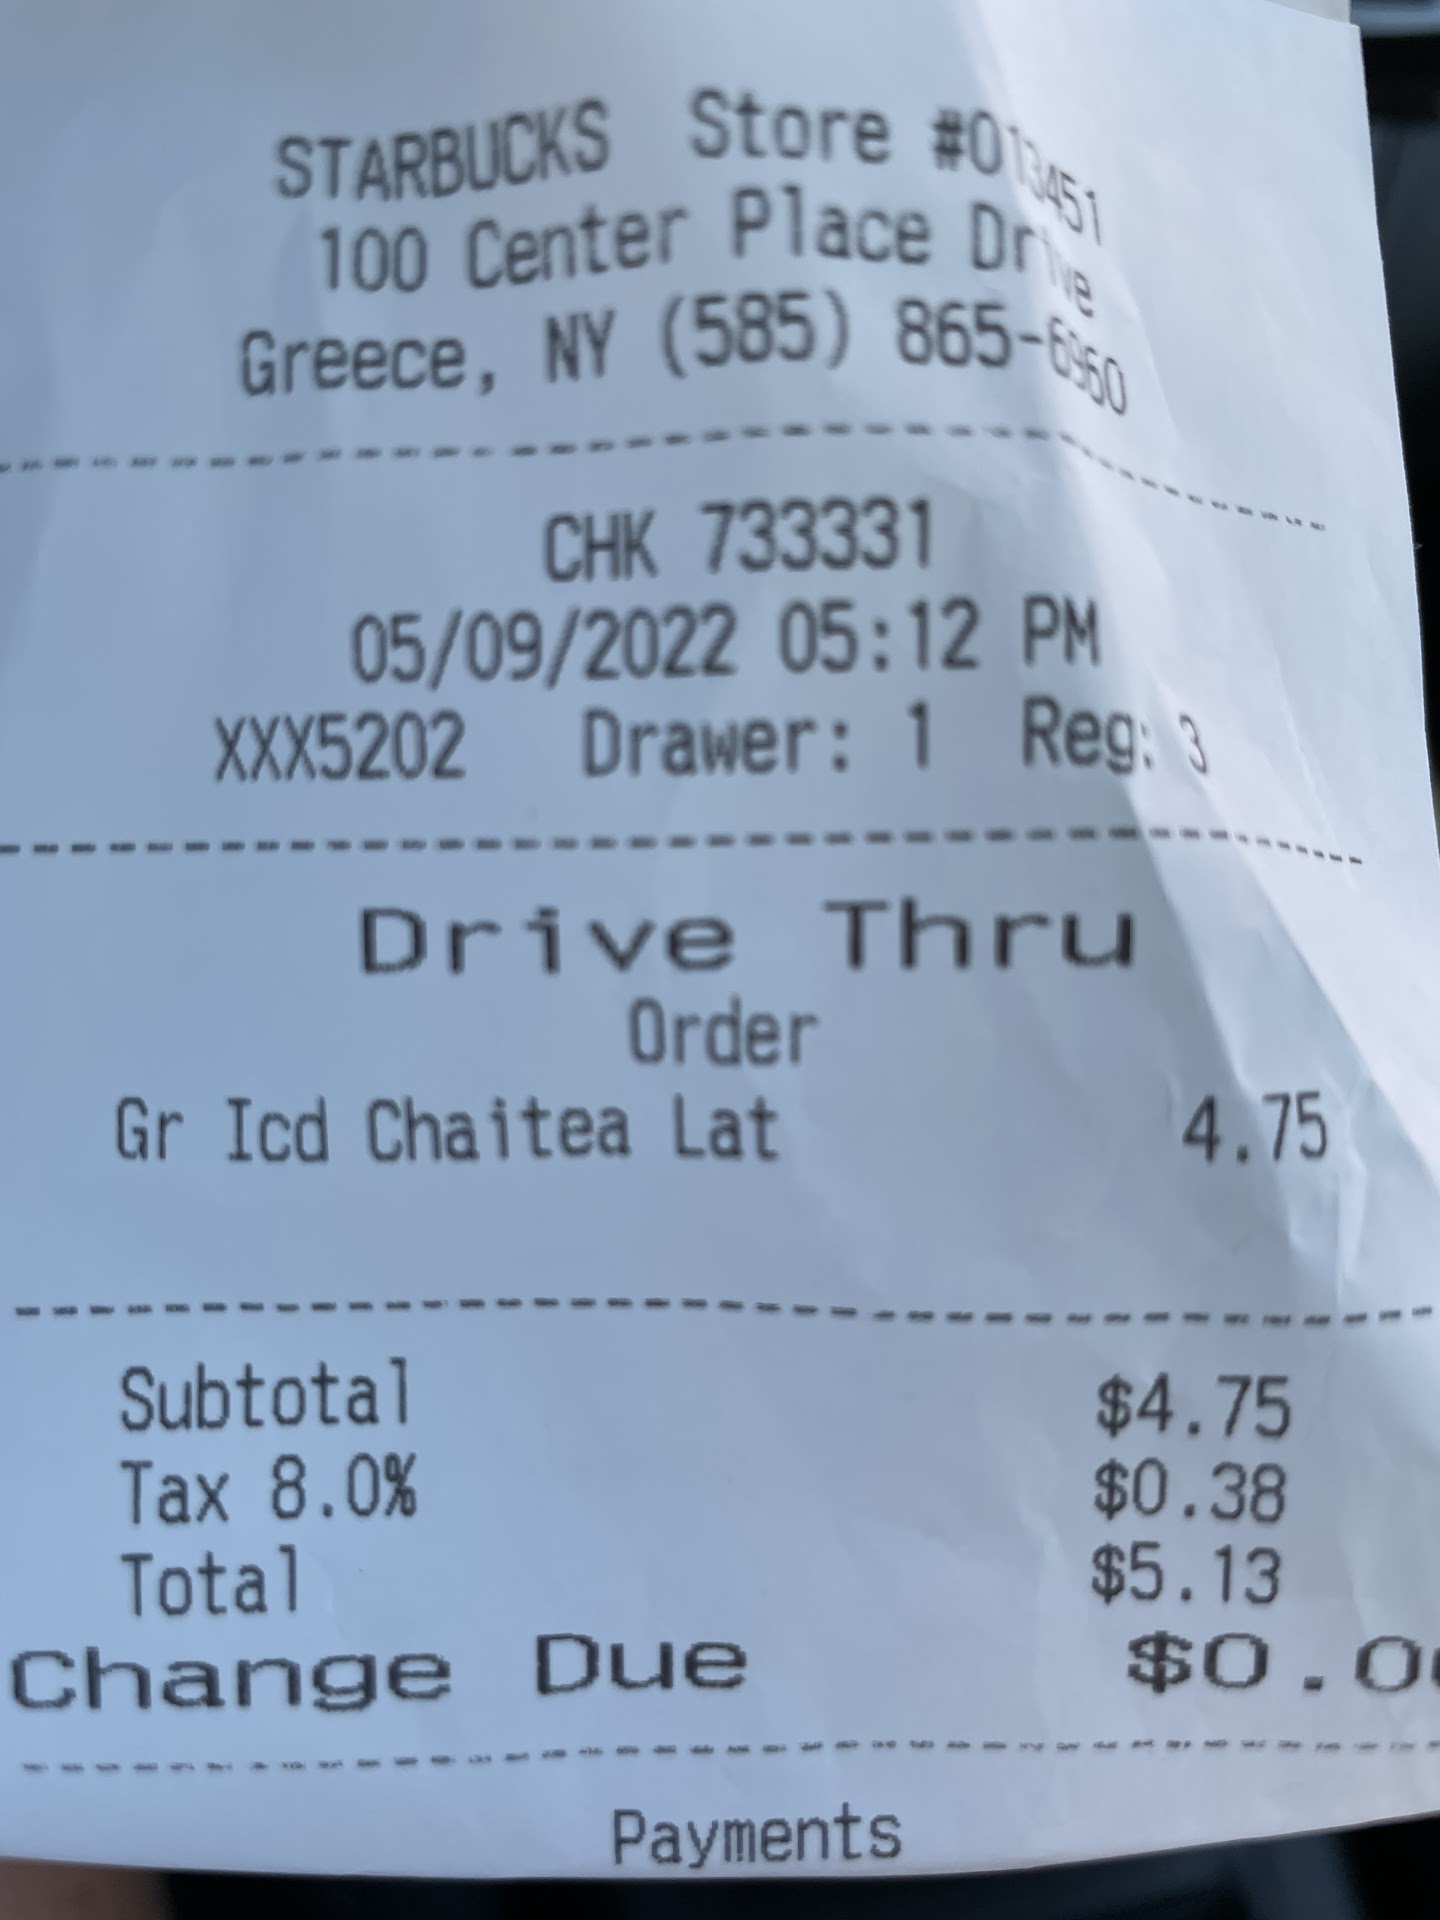 STARBUCKS Store #013451
100 Center Place Drive
Greece, NY (585) 865-6960
CHK 733331
05/09/2022 05:12 PM
XXX5202 Drawer: 1 Reg: 3
Drive Thru
Order
Gr Icd Chaitea Lat 4.75
Subtotal $4.75
Tax 8.0% $0.38
Total $5.13
Change Due $0.00
Payments